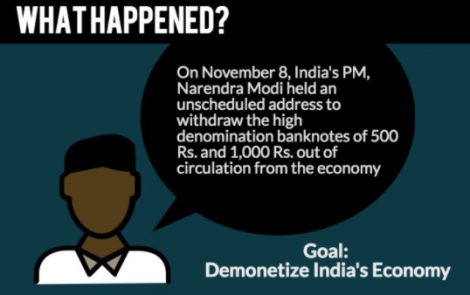 WHAT HAPPENED?
On November 8, India's PM,
Narendra Modi held an
unscheduled address to
withdraw the high
denomination banknotes of 500
Rs. and 1,000 Rs. out of
circulation from the economy
Goal:
Demonetize India's Economy